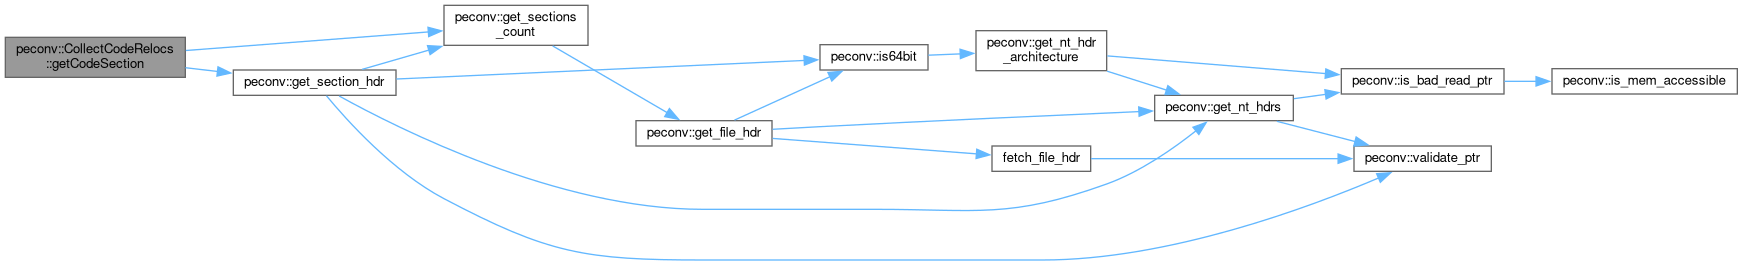 peconv::CollectCodeRelocs
::getCodeSection
peconv::get_sections
_count
peconv::get_section_hdr
peconv::is64bit
peconv::get_file_hdr
peconv::get_nt_hdr
_architecture
peconv::get_nt_hdrs
fetch_file_hdr
peconv::is_bad_read_ptr
peconv::validate_ptr
peconv::is_mem_accessible